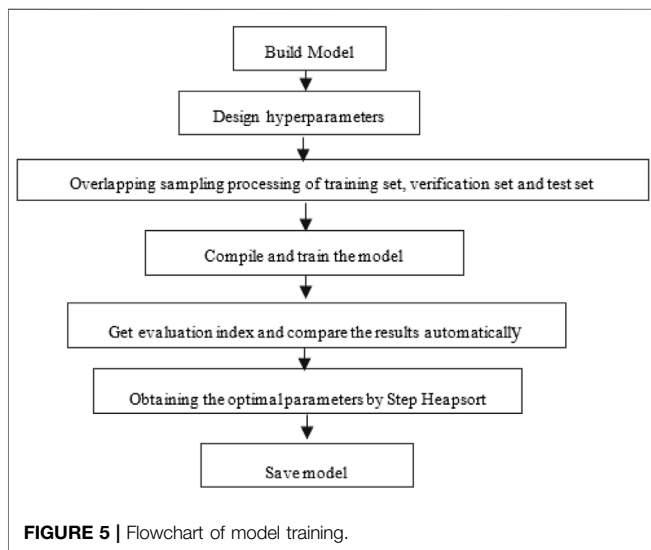 Build Model
Design hyperparameters
Overlapping sampling processing of training set, verification set and test set
Compile and train the model
Get evaluation index and compare the results automatically
Obtaining the optimal parameters by Step Heapsort
Save model
FIGURE 5 | Flowchart of model training.